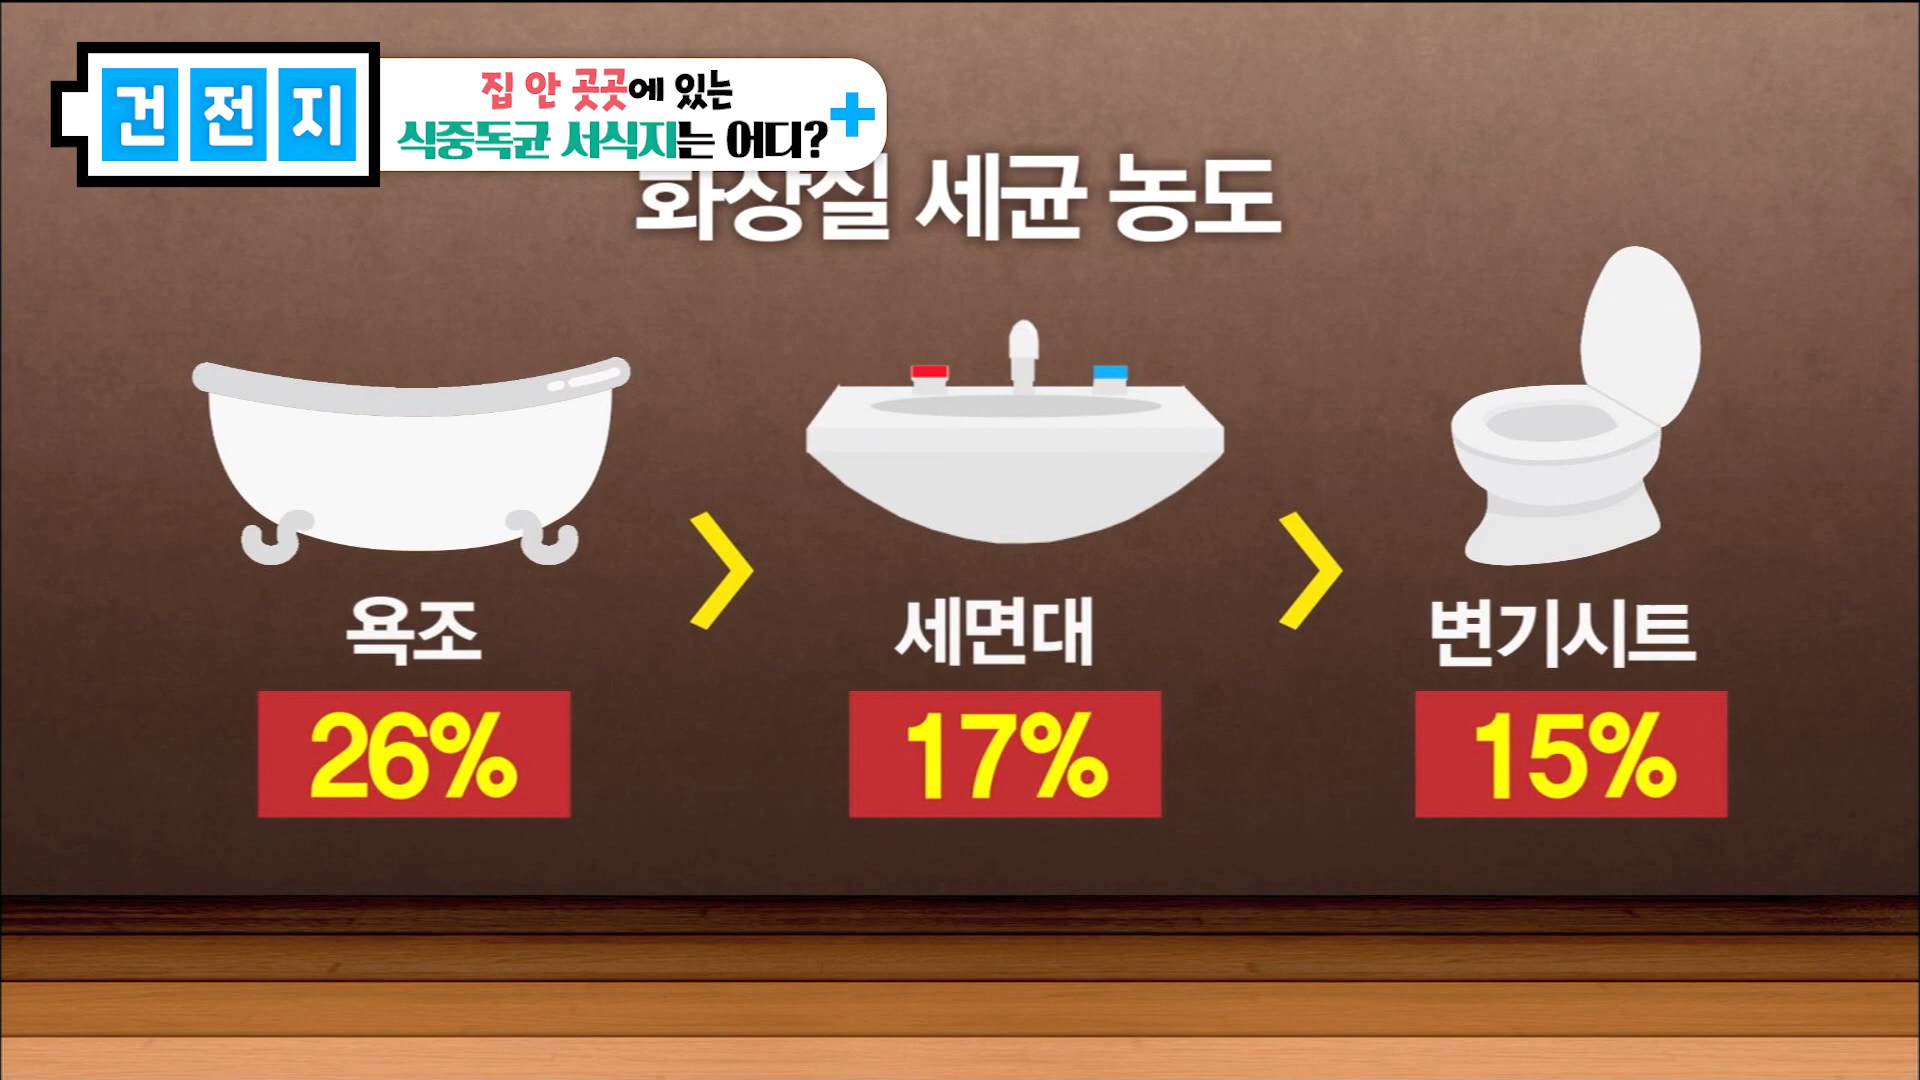 건전지
집 안 곳곳에 있는
식중독균 서식지는 어디?
화장실 세균 농도
욕조
세면대
변기시트
26%
17%
15%